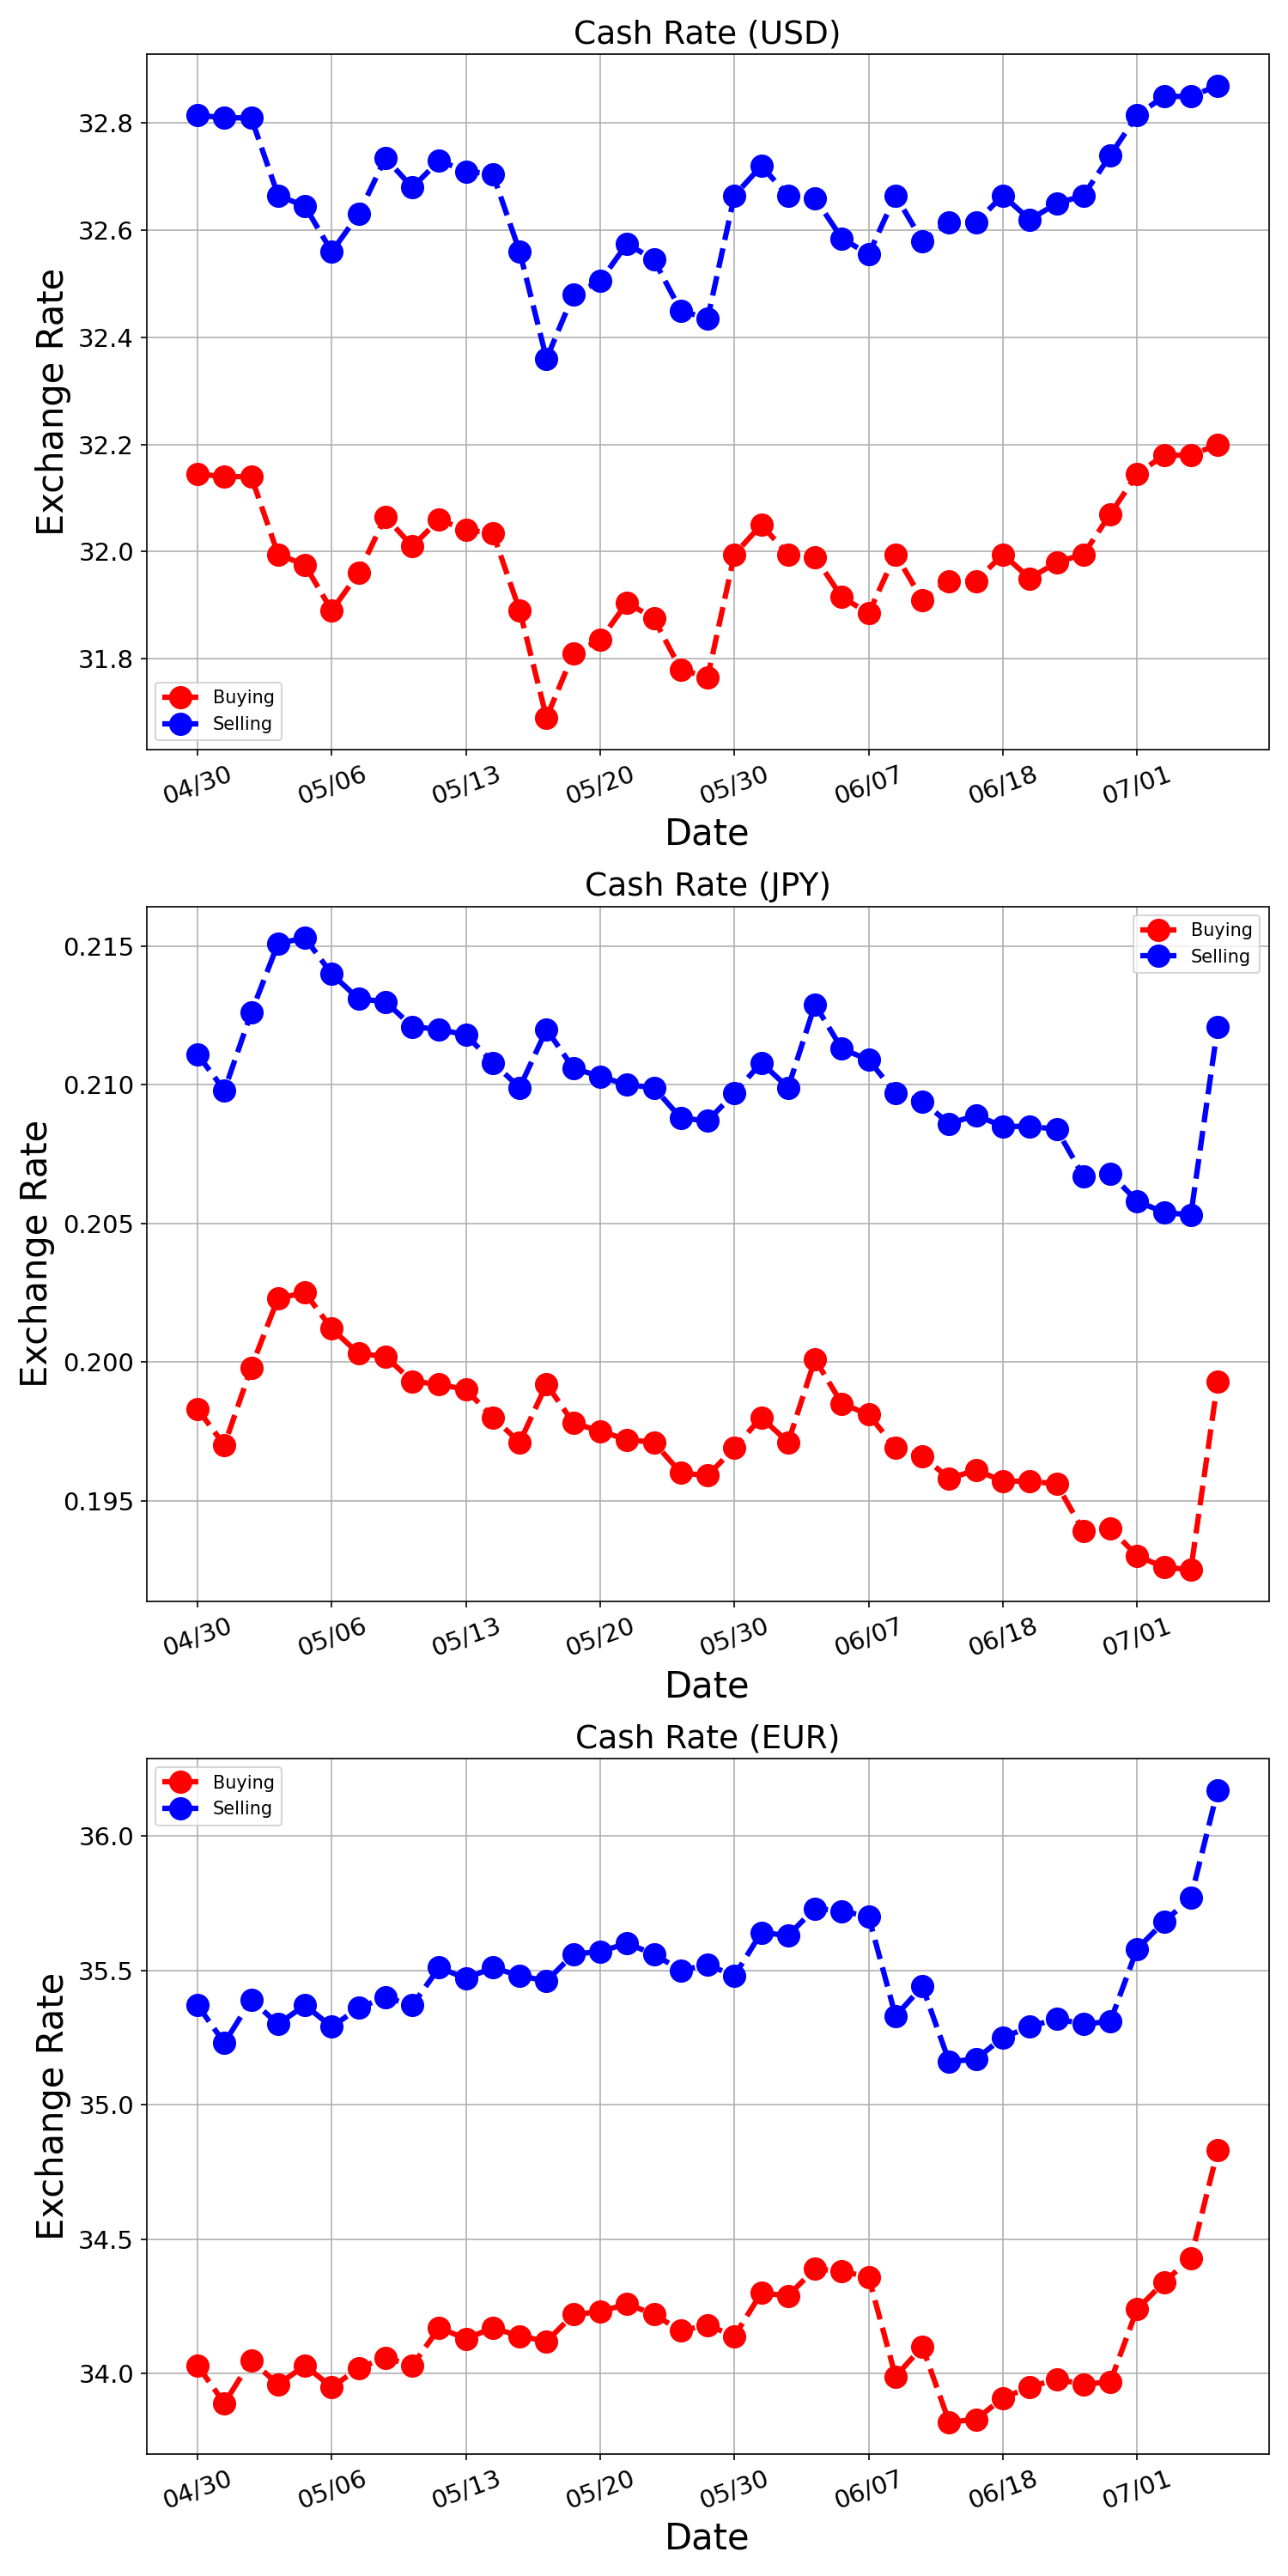 Cash Rate (USD)
Exchange Rate
32.8
32.6
32.4
32.2
32.0
31.8
Buying
Selling
04/30 05/06 05/13 05/20 05/30 06/07 06/18 07/01
Date
Cash Rate (JPY)
Exchange Rate
0.215
0.210
0.205
0.200
0.195
Buying
Selling
04/30 05/06 05/13 05/20 05/30 06/07 06/18 07/01
Date
Cash Rate (EUR)
Exchange Rate
36.0
35.5
35.0
34.5
34.0
Buying
Selling
04/30 05/06 05/13 05/20 05/30 06/07 06/18 07/01
Date